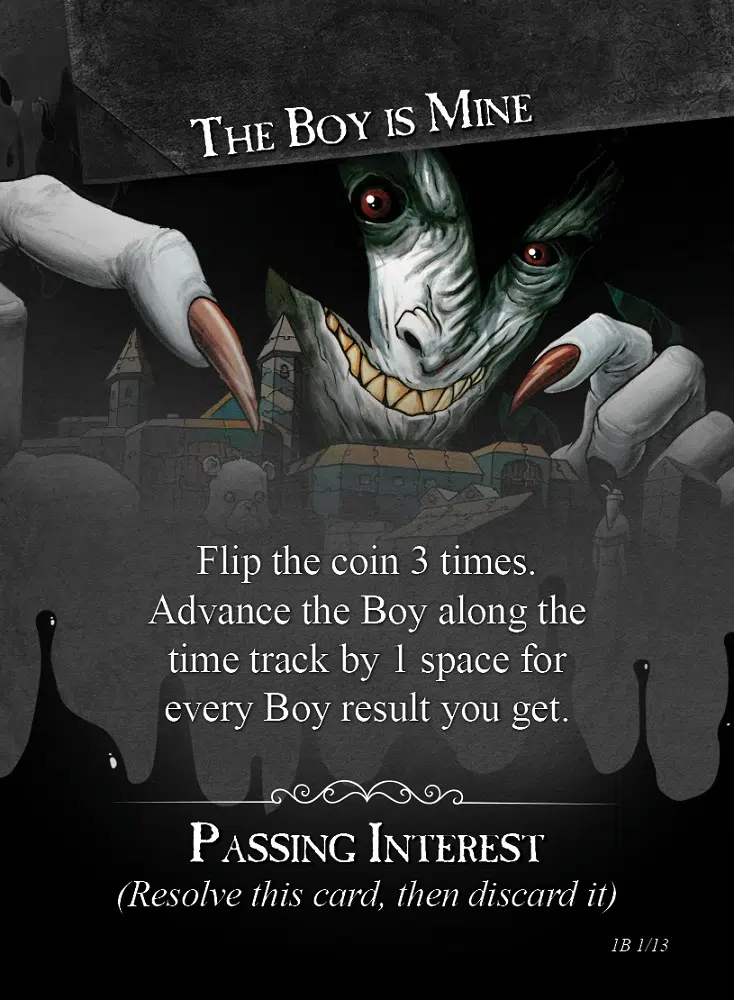 The Boy is Mine
Flip the coin 3 times.
Advance the Boy along the
time track by 1 space for
every Boy result you get.
Passing Interest
(Resolve this card, then discard it)
1B 1/13